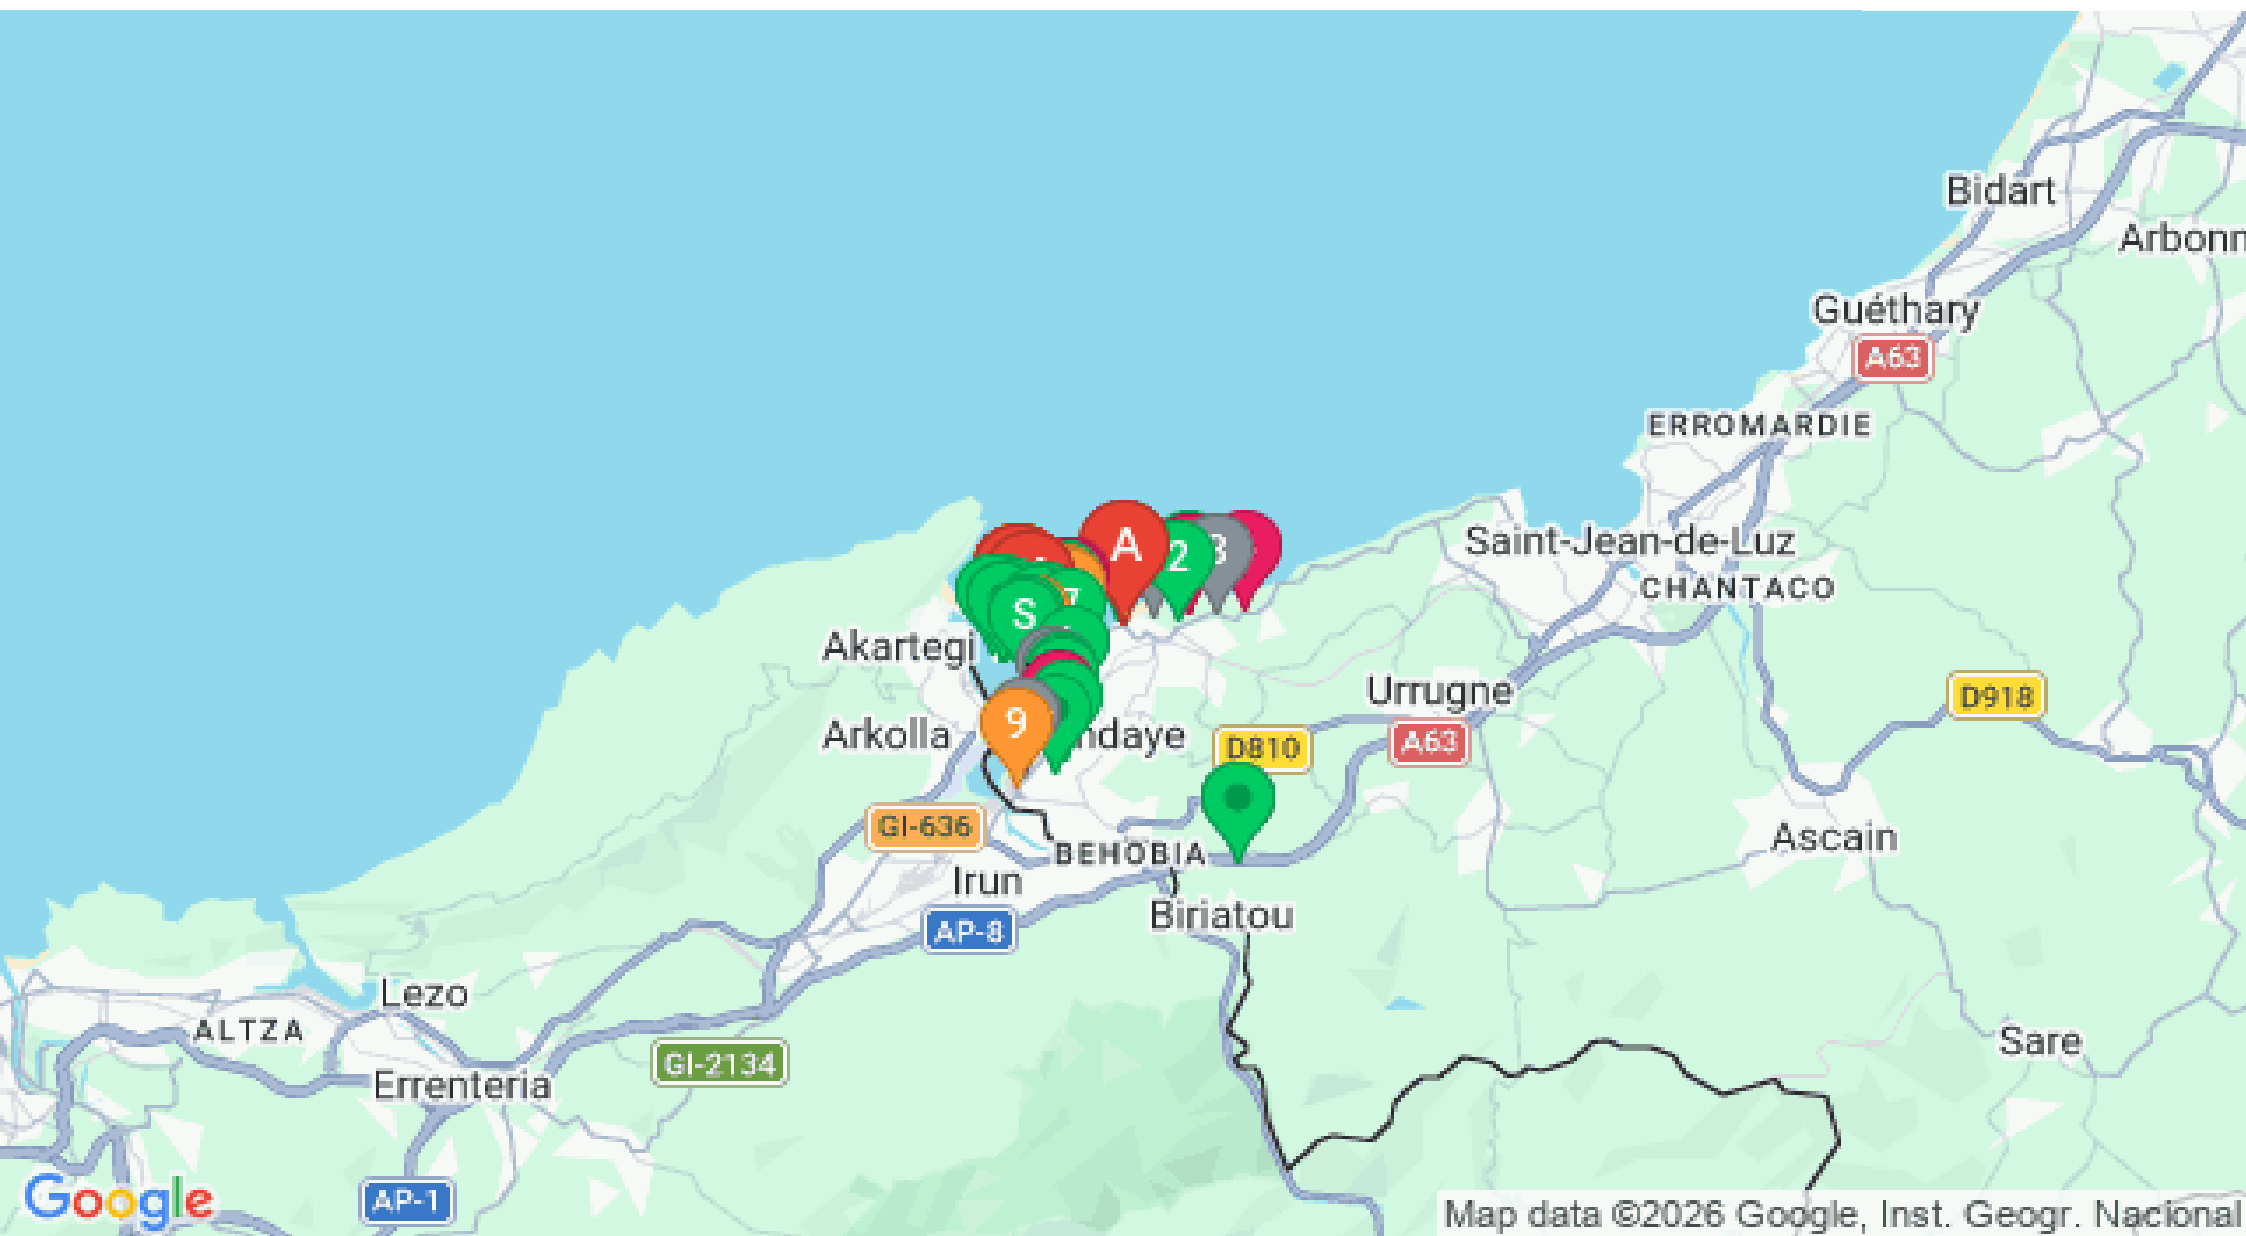 Bidart
Arbonn
Guéthary
A63
ERROMARDIE
A
2
3
Saint-Jean-de-Luz
CHANTACO
7
S
Akartegi
Urrugne
D918
9
Arkolla
ndaye
D810
A63
GI-636
BEHOBIA
Ascain
Irun
AP-8
Biriatou
Lezo
ALTZA
Sare
GI-2134
Errenteria
AP-1
Google
Map data ©2026 Google, Inst. Geogr. Nacional